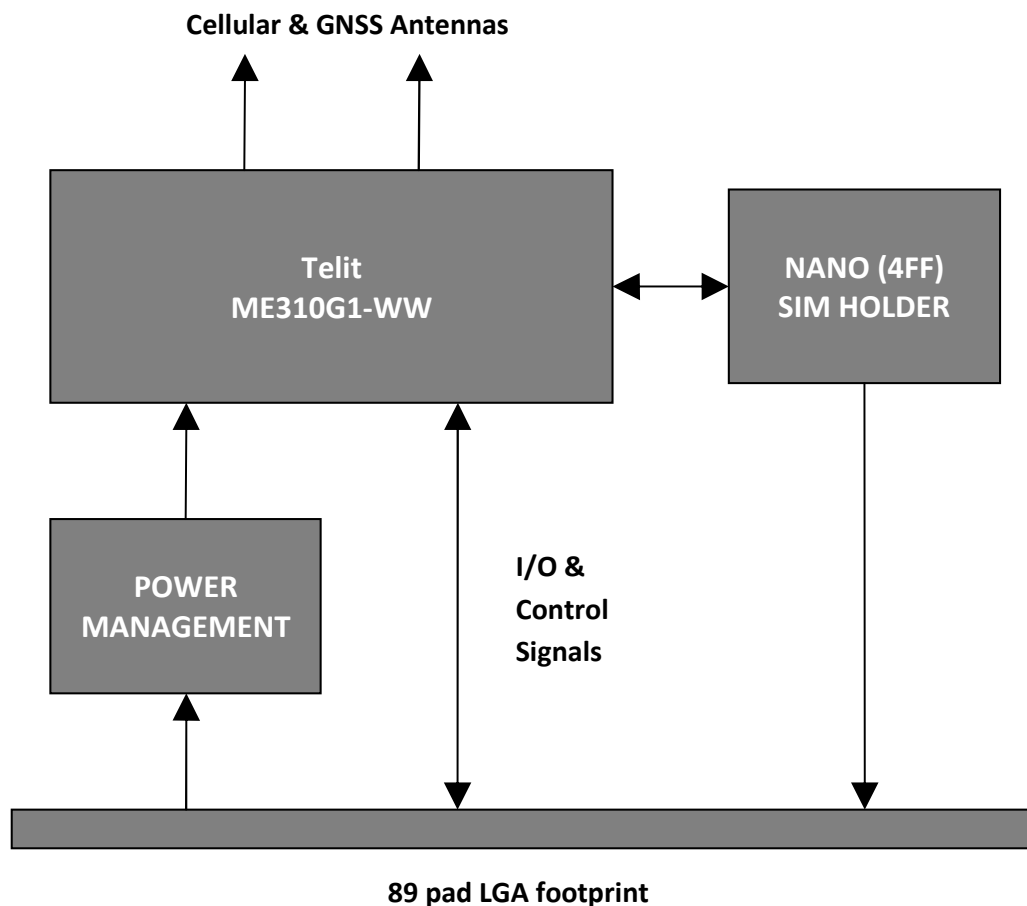 Cellular & GNSS Antennas
Telit
ME310G1-WW
NANO (4FF)
SIM HOLDER
POWER
MANAGEMENT
I/O &
Control
Signals
89 pad LGA footprint